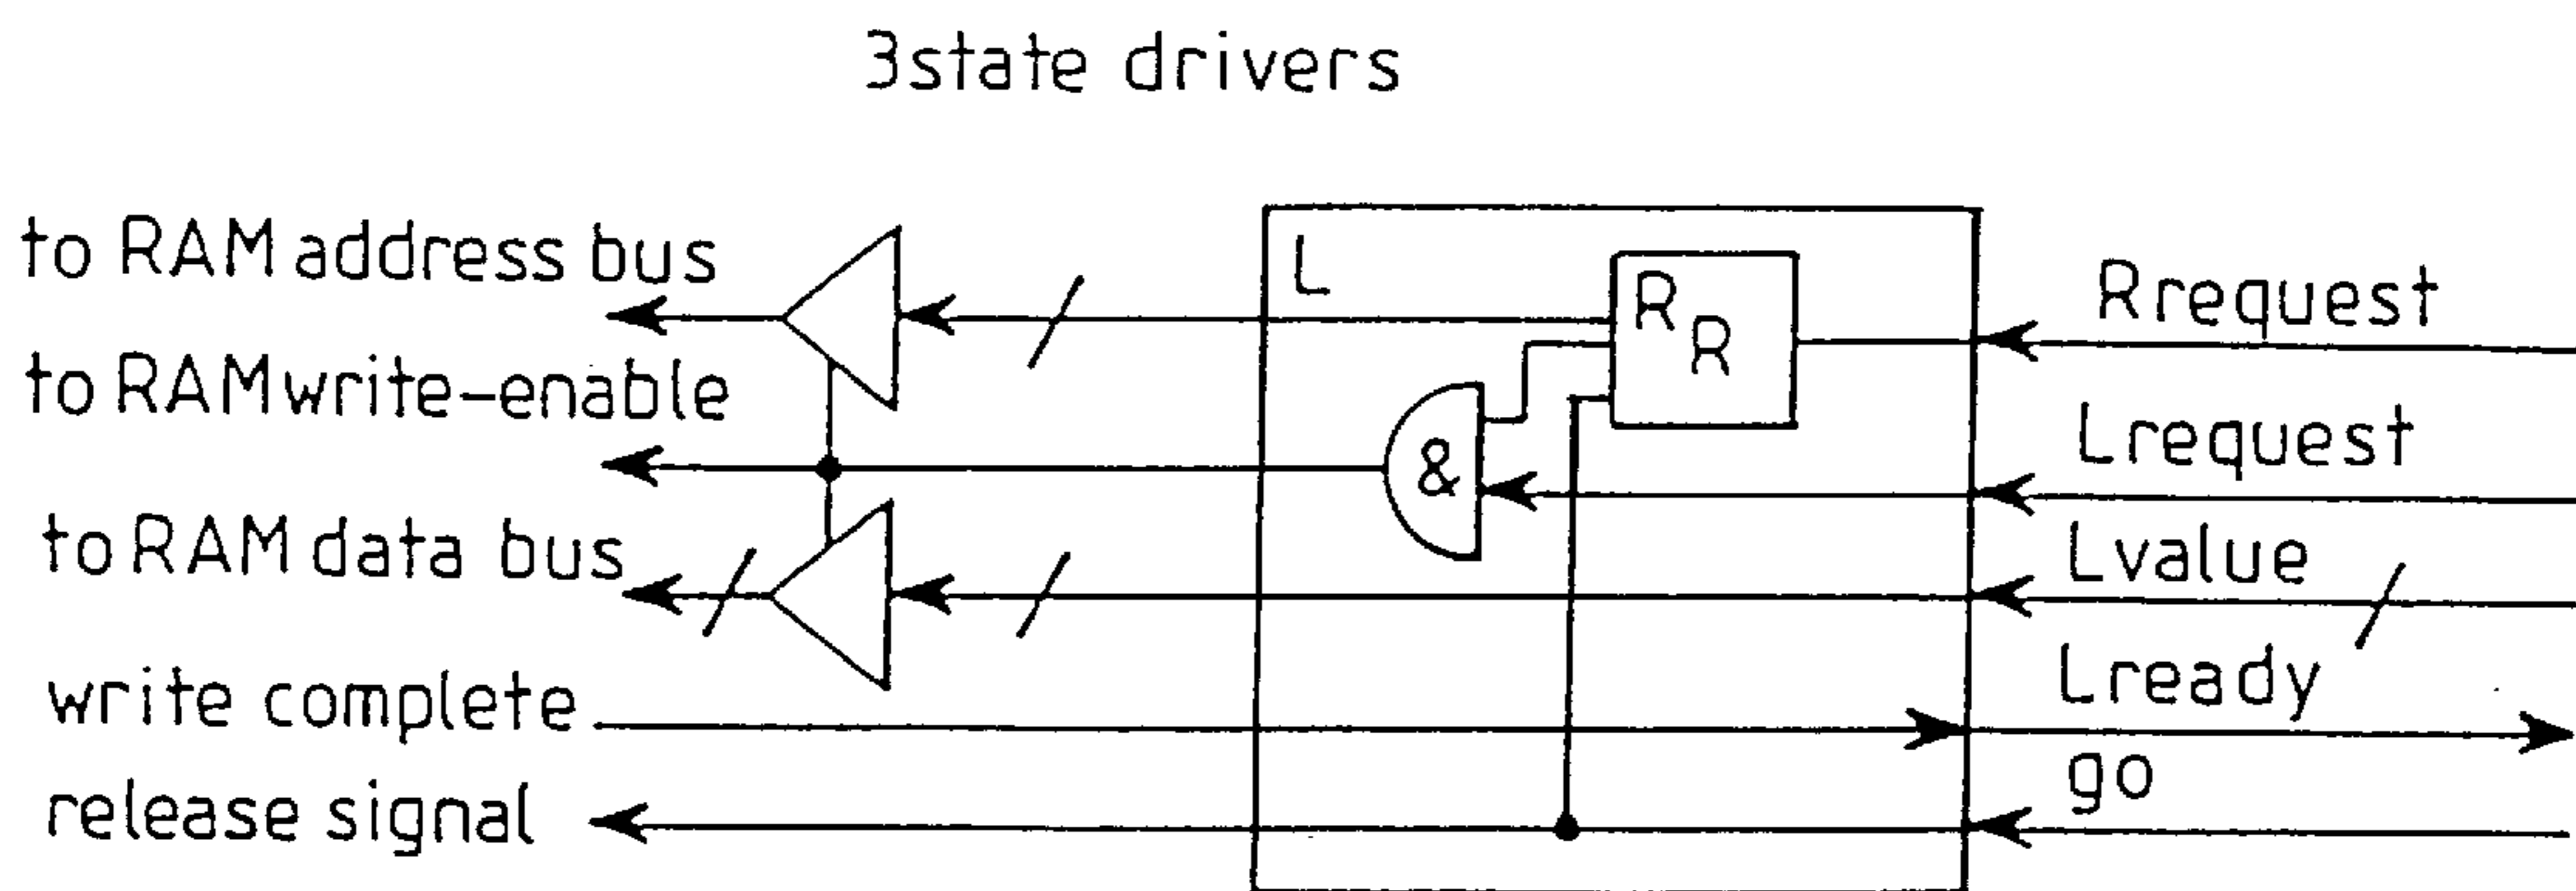 3state drivers
to RAM address bus
L
R
R
Rrequest
to RAM write-enable
&
Lrequest
to RAM data bus
Lvalue
write complete
Lready
release signal
go